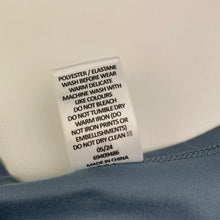 POLYESTER / ELASTANE
WASH BEFORE WEAR
WARM DELICATE
MACHINE WASH WITH
LIKE COLOURS
DO NOT BLEACH
DO NOT TUMBLE DRY
WARM IRON (DO
NOT IRON PRINTS OR
EMBELLISHMENTS)
DO NOT DRY CLEAN
05/24
69409486
MADE IN CHINA